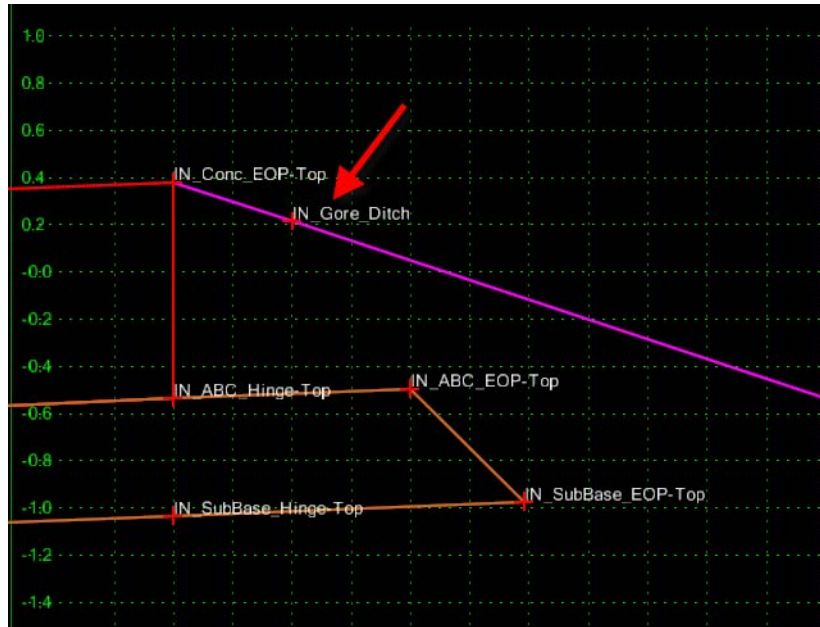 1.0
0.8
0.6
0.4
IN_Conc_EOP-Top
IN_Gore_Ditch
0.2
-0.0
-0.2
-0.4
IN_ABC_Hinge-Top
IN_ABC_EOP-Top
-0.6
-0.8
IN_SubBase_EOP-Top
-1.0
IN_SubBase_Hinge-Top
-1.2
-1.4